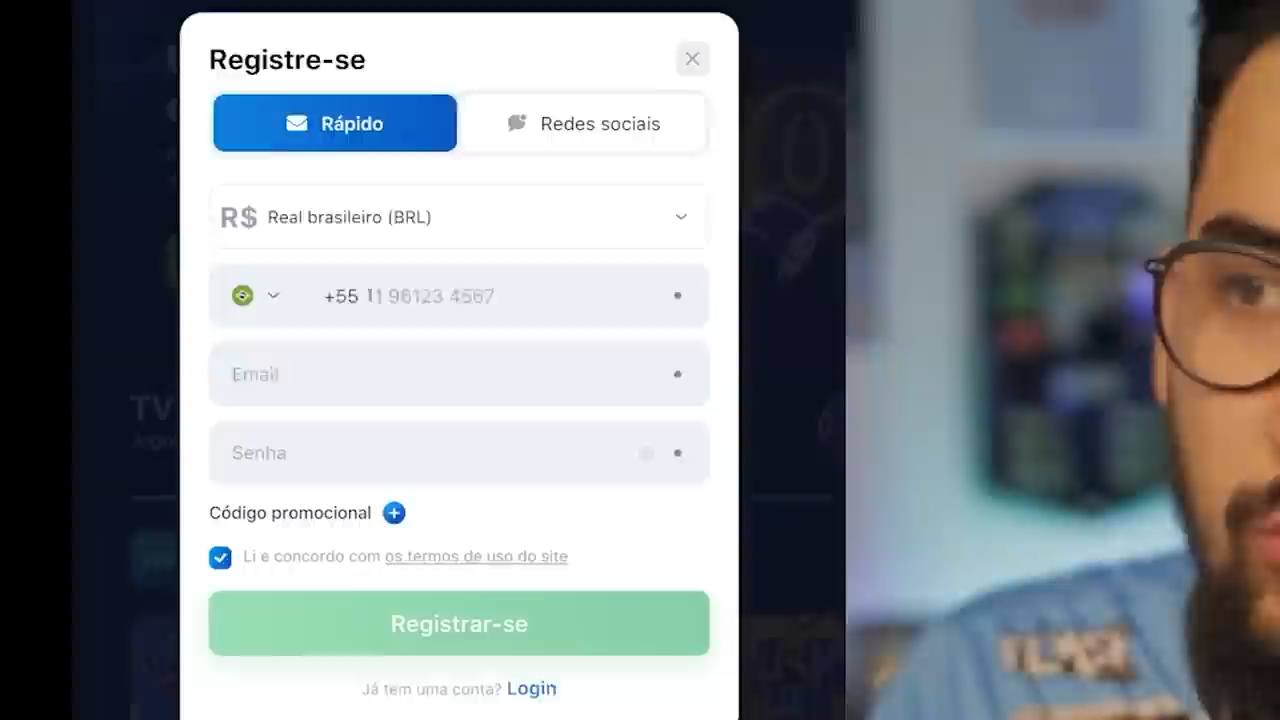 Registre-se
Rápido
Redes sociais
R$ Real brasileiro (BRL)
+55 11 96123 4567
Email
Senha
Código promocional
Li e concordo com os termos de uso do site
Registrar-se
Já tem uma conta? Login
TV